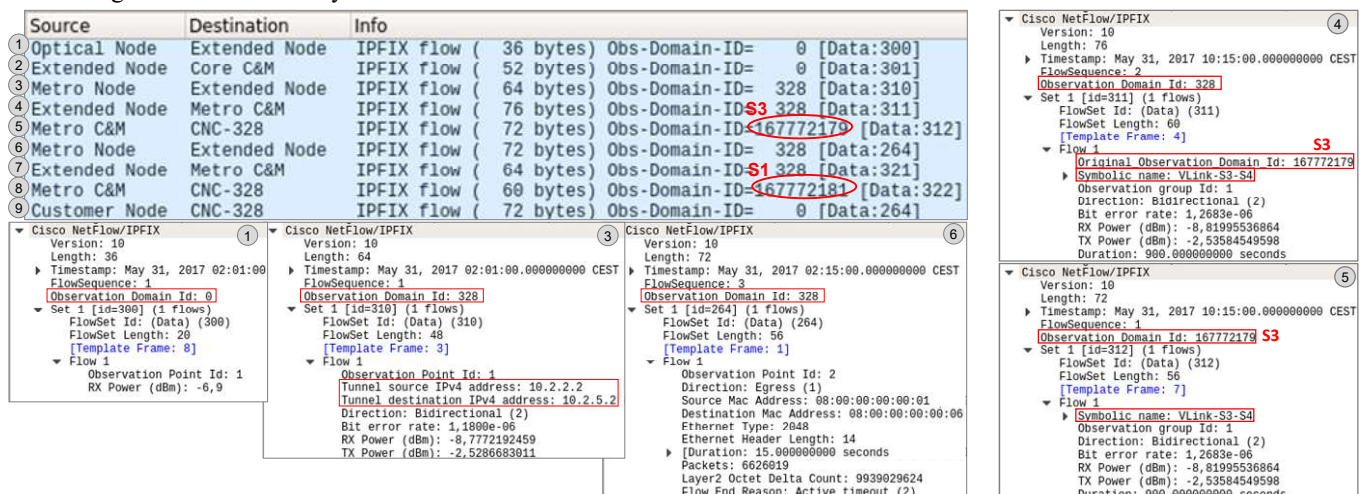 Source Destination Info
1 Optical Node Extended Node IPFIX flow ( 36 bytes) Obs-Domain-ID= 0 [Data:300]
2 Extended Node Core C&M IPFIX flow ( 52 bytes) Obs-Domain-ID= 0 [Data:301]
3 Metro Node Extended Node IPFIX flow ( 64 bytes) Obs-Domain-ID= 328 [Data:310]
4 Extended Node Metro C&M IPFIX flow ( 76 bytes) Obs-Domain-ID= 328 [Data:311]
S3
5 Metro C&M CNC-328 IPFIX flow ( 72 bytes) Obs-Domain-ID=167772179 [Data:312]
6 Metro Node Extended Node IPFIX flow ( 72 bytes) Obs-Domain-ID= 328 [Data:264]
7 Extended Node Metro C&M IPFIX flow ( 64 bytes) Obs-Domain-ID= 328 [Data:321]
S1
8 Metro C&M CNC-328 IPFIX flow ( 60 bytes) Obs-Domain-ID=167772181 [Data:322]
9 Customer Node CNC-328 IPFIX flow ( 72 bytes) Obs-Domain-ID= 0 [Data:264]
Cisco NetFlow/IPFIX 1
Version: 10
Length: 36
Timestamp: May 31, 2017 02:01:00
FlowSequence: 1
Observation Domain Id: 0
Set 1 [id=300] (1 flows)
FlowSet Id: (Data) (300)
FlowSet Length: 20
[Template Frame: 8]
Flow 1
Observation Point Id: 1
RX Power (dBm): -6,9
Cisco NetFlow/IPFIX 3
Version: 10
Length: 64
Timestamp: May 31, 2017 02:01:00.000000000 CEST
FlowSequence: 1
Observation Domain Id: 328
Set 1 [id=310] (1 flows)
FlowSet Id: (Data) (310)
FlowSet Length: 48
[Template Frame: 3]
Flow 1
Observation Point Id: 1
Tunnel source IPv4 address: 10.2.2.2
Tunnel destination IPv4 address: 10.2.5.2
Direction: Bidirectional (2)
Bit error rate: 1,1800e-06
RX Power (dBm): -8,7772192459
TX Power (dBm): -2,5286683011
Cisco NetFlow/IPFIX 6
Version: 10
Length: 72
Timestamp: May 31, 2017 02:15:00.000000000 CEST
FlowSequence: 3
Observation Domain Id: 328
Set 1 [id=264] (1 flows)
FlowSet Id: (Data) (264)
FlowSet Length: 56
[Template Frame: 1]
Flow 1
Observation Point Id: 2
Direction: Egress (1)
Source Mac Address: 08:00:00:00:00:01
Destination Mac Address: 08:00:00:00:00:06
Ethernet Type: 2048
Ethernet Header Length: 14
[Duration: 15.000000000 seconds
Packets: 6626019
Layer2 Octet Delta Count: 9939029624
Flow End Reason: Active timeout (2)
Cisco NetFlow/IPFIX 4
Version: 10
Length: 76
Timestamp: May 31, 2017 10:15:00.000000000 CEST
FlowSequence: 2
Observation Domain Id: 328
Set 1 [id=311] (1 flows)
FlowSet Id: (Data) (311)
FlowSet Length: 60
[Template Frame: 4]
Flow 1 S3
Original Observation Domain Id: 167772179
Symbolic name: VLink-S3-S4
Observation group Id: 1
Direction: Bidirectional (2)
Bit error rate: 1,2683e-06
RX Power (dBm): -8,81995536864
TX Power (dBm): -2,53584549598
Duration: 900.000000000 seconds
Cisco NetFlow/IPFIX 5
Version: 10
Length: 72
Timestamp: May 31, 2017 10:15:00.000000000 CEST
FlowSequence: 1
Observation Domain Id: 167772179 S3
Set 1 [id=312] (1 flows)
FlowSet Id: (Data) (312)
FlowSet Length: 56
[Template Frame: 7]
Flow 1
Symbolic name: VLink-S3-S4
Observation group Id: 1
Direction: Bidirectional (2)
Bit error rate: 1,2683e-06
RX Power (dBm): -8,81995536864
TX Power (dBm): -2,53584549598
Duration: 900.000000000 seconds